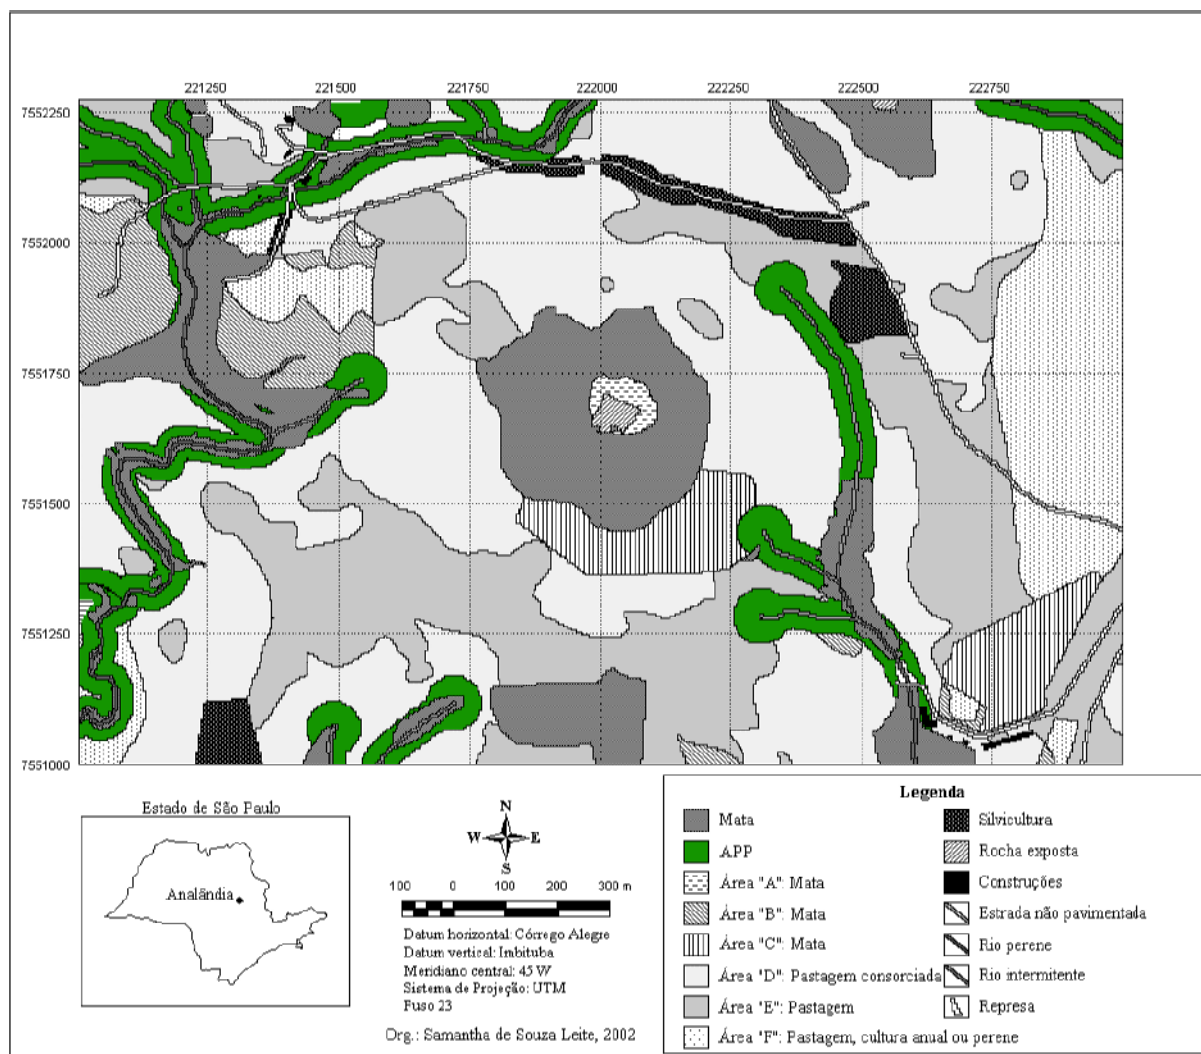 221250 221500 221750 222000 222250 222500 222750
7552250
7552000
7551750
7551500
7551250
7551000
Estado de São Paulo
Analândia
N
W E
S
100 0 100 200 300 m
Datum horizontal: Córrego Alegre
Datum vertical: Imbituba
Meridiano central: 45 W
Sistema de Projeção: UTM
Fuso 23
Org.: Samantha de Souza Leite, 2002
Legenda
Mata
APP
Área "A": Mata
Área "B": Mata
Área "C": Mata
Área "D": Pastagem consorciada
Área "E": Pastagem
Área "F": Pastagem, cultura anual ou perene
Silvicultura
Rocha exposta
Construções
Estrada não pavimentada
Rio perene
Rio intermitente
Represa